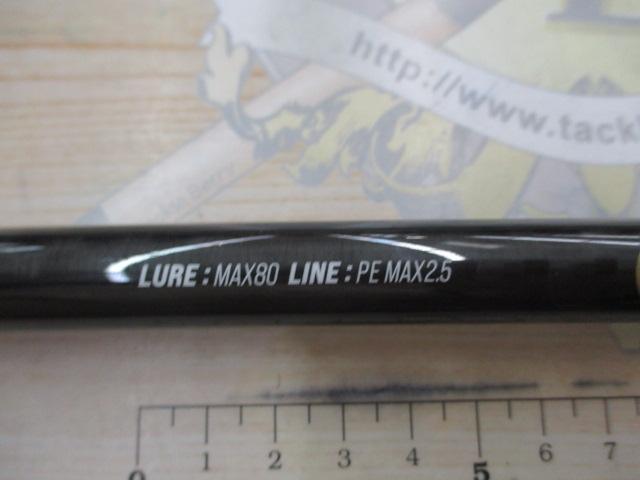 http://www.tack
LURE : MAX80 LINE : PE MAX2.5
0 1 2 3 4 5 6 7